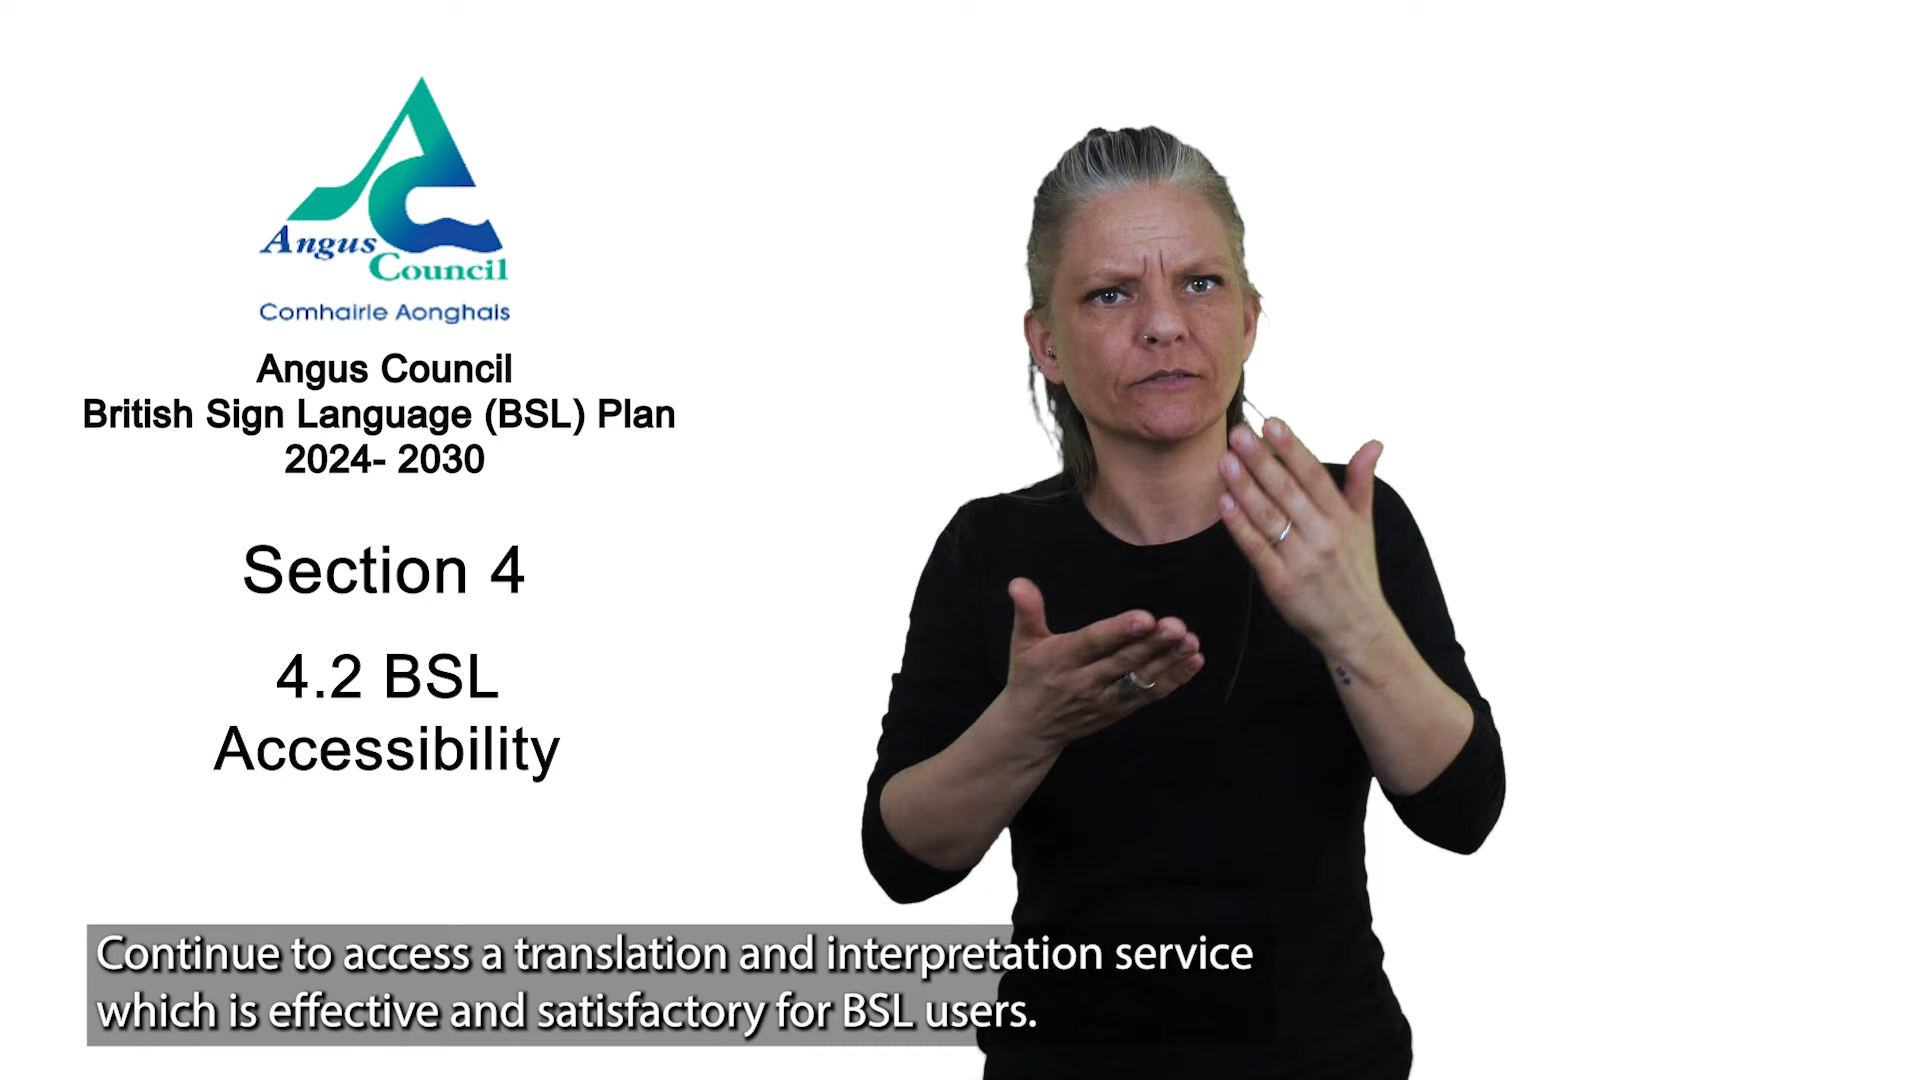 Angus
Council
Comhairle Aonghais
Angus Council
British Sign Language (BSL) Plan
2024- 2030
Section 4
4.2 BSL
Accessibility
Continue to access a translation and interpretation service
which is effective and satisfactory for BSL users.